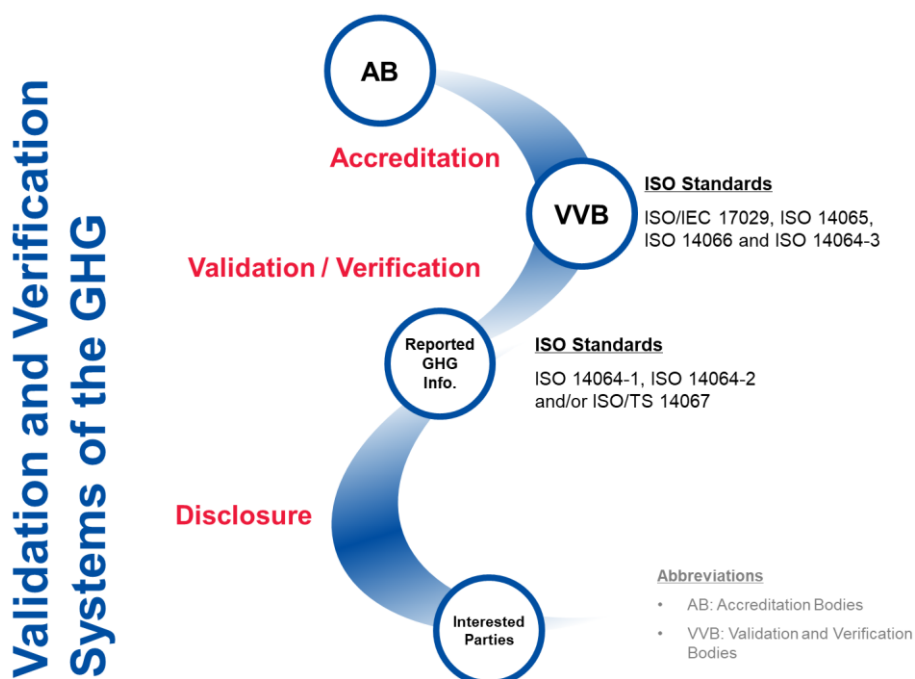 Validation and Verification
Systems of the GHG
AB
Accreditation
VVB
ISO Standards
ISO/IEC 17029, ISO 14065,
ISO 14066 and ISO 14064-3
Validation / Verification
Reported
GHG
Info.
ISO Standards
ISO 14064-1, ISO 14064-2
and/or ISO/TS 14067
Disclosure
Interested
Parties
Abbreviations
• AB: Accreditation Bodies
• VVB: Validation and Verification
Bodies